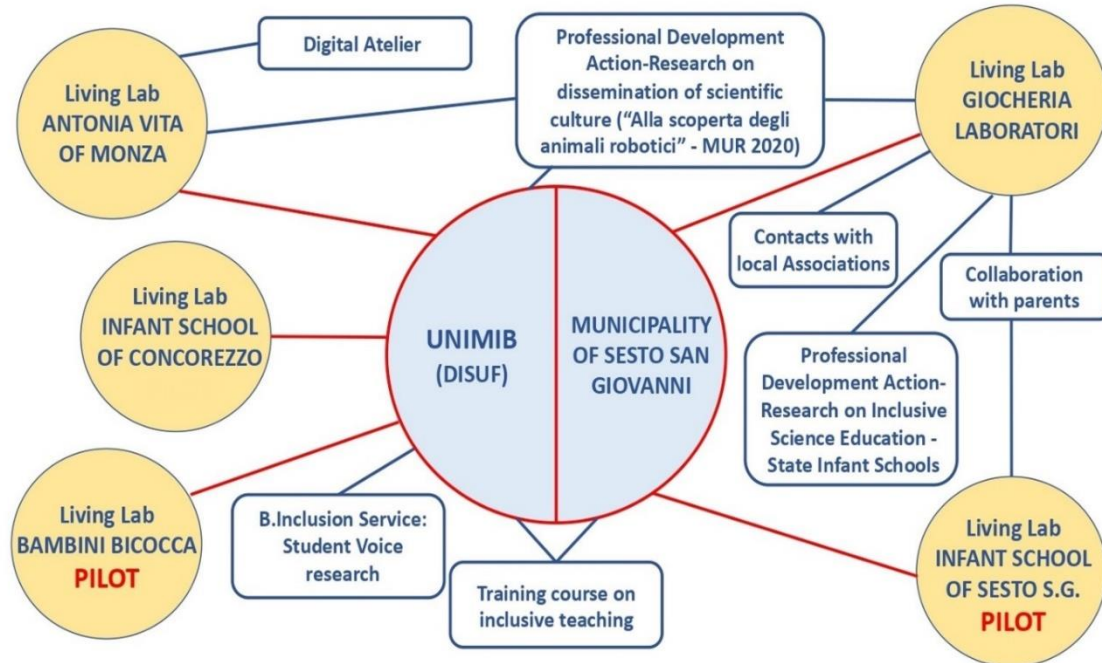 Living Lab
ANTONIA VITA
OF MONZA
Digital Atelier
Professional Development
Action-Research on
dissemination of scientific
culture (“Alla scoperta degli
animali robotici” - MUR 2020)
Living Lab
GIOCHERIA
LABORATORI
Living Lab
INFANT SCHOOL
OF CONCOREZZO
UNIMIB
(DISUF)
MUNICIPALITY
OF SESTO SAN
GIOVANNI
Contacts with
local Associations
Collaboration
with parents
Professional
Development Action-
Research on Inclusive
Science Education -
State Infant Schools
Living Lab
BAMBINI BICOCCA
PILOT
B.Inclusion Service:
Student Voice
research
Training course on
inclusive teaching
Living Lab
INFANT SCHOOL
OF SESTO S.G.
PILOT